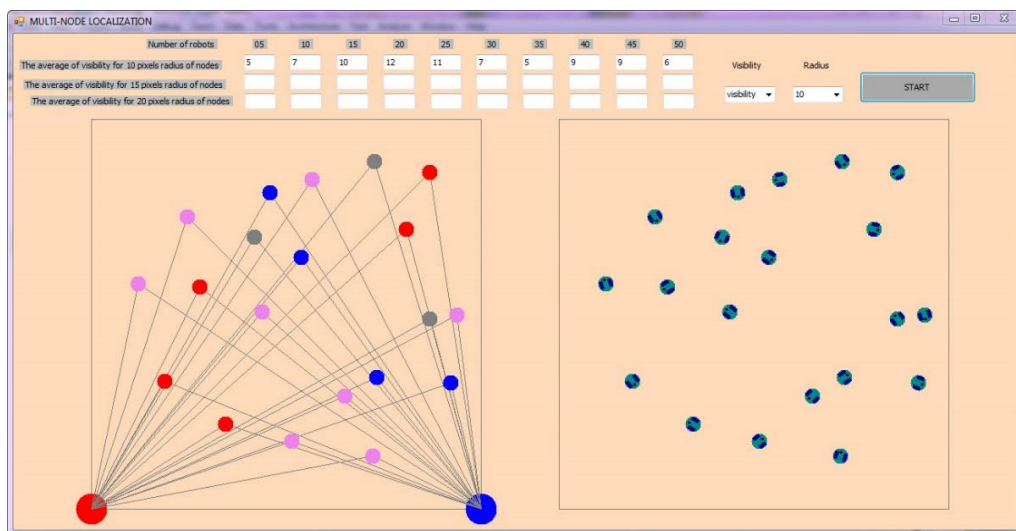 MULTI-NODE LOCALIZATION
Number of robots 05 10 15 20 25 30 35 40 45 50
The average of visibility for 10 pixels radius of nodes 5 7 10 12 11 7 5 9 9 6
The average of visibility for 15 pixels radius of nodes
The average of visibility for 20 pixels radius of nodes
Visibility Radius
visibility 10
START